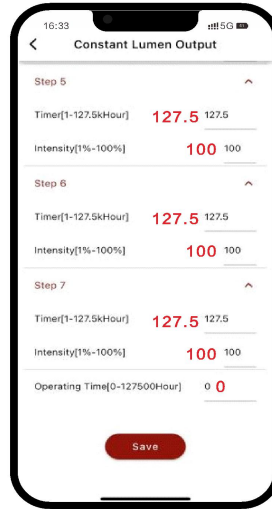 16:33 5G
Constant Lumen Output
Step 5
Timer[1-127.5kHour] 127.5 127.5
Intensity[1%-100%] 100 100
Step 6
Timer[1-127.5kHour] 127.5 127.5
Intensity[1%-100%] 100 100
Step 7
Timer[1-127.5kHour] 127.5 127.5
Intensity[1%-100%] 100 100
Operating Time[0-127500Hour] 0 0
Save